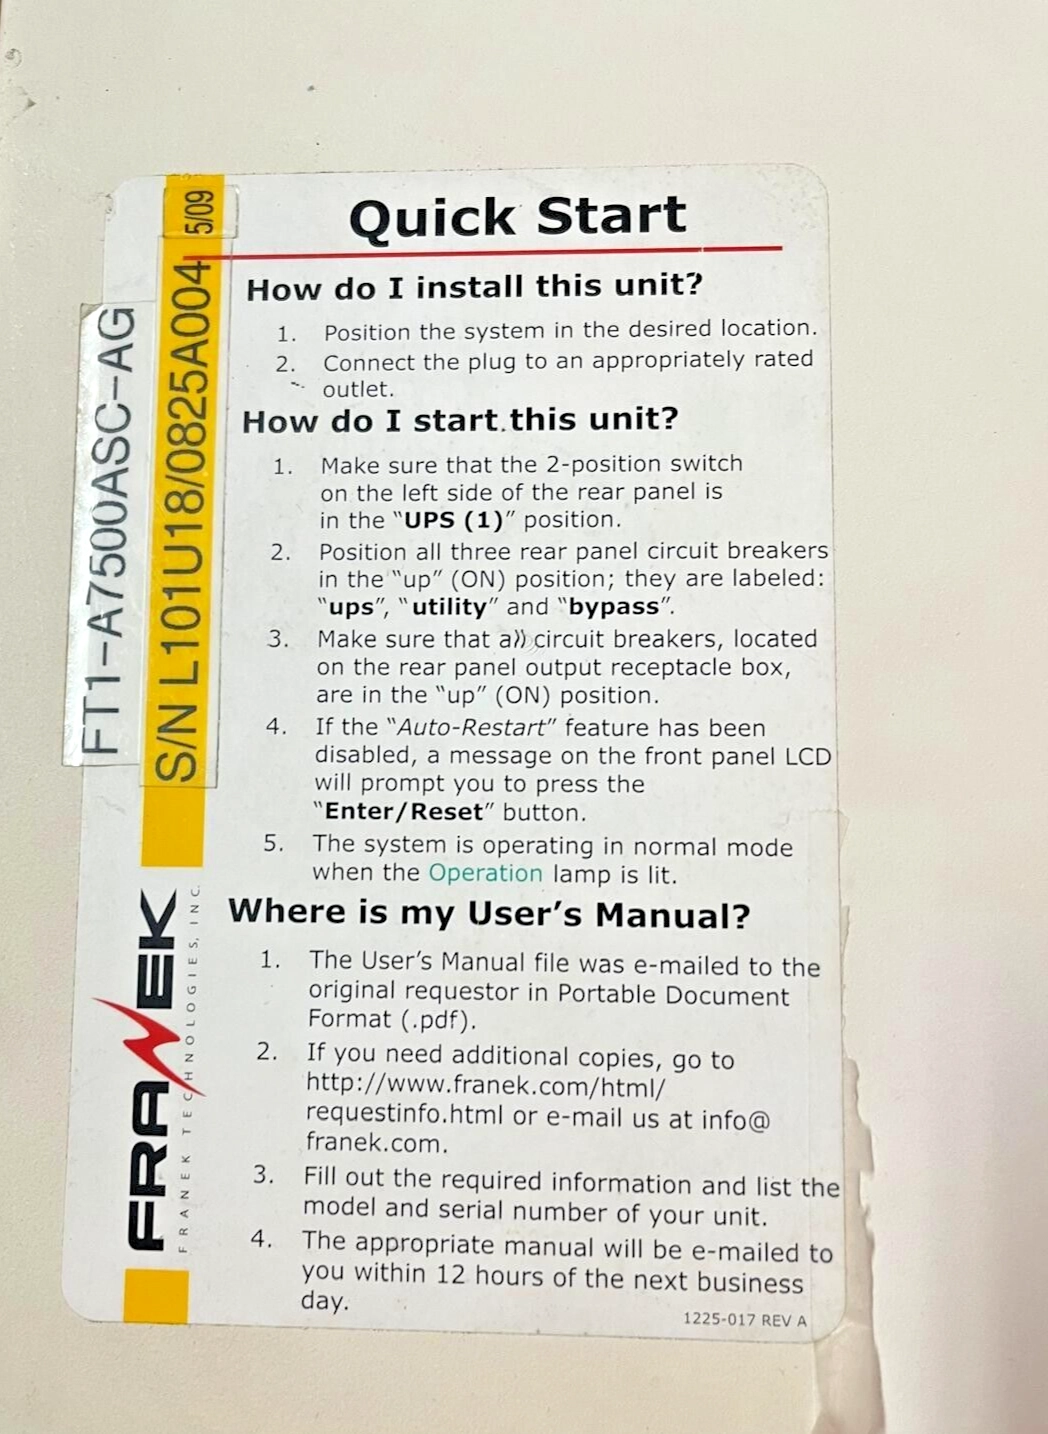 Quick Start
How do I install this unit?
1. Position the system in the desired location.
2. Connect the plug to an appropriately rated
outlet.
How do I start this unit?
1. Make sure that the 2-position switch
on the left side of the rear panel is
in the "UPS (1)" position.
2. Position all three rear panel circuit breakers
in the "up" (ON) position; they are labeled:
"ups", "utility" and "bypass".
3. Make sure that all circuit breakers, located
on the rear panel output receptacle box,
are in the "up" (ON) position.
4. If the "Auto-Restart" feature has been
disabled, a message on the front panel LCD
will prompt you to press the
"Enter/Reset" button.
5. The system is operating in normal mode
when the Operation lamp is lit.
Where is my User's Manual?
1. The User's Manual file was e-mailed to the
original requestor in Portable Document
Format (.pdf).
2. If you need additional copies, go to
http://www.franek.com/html/
requestinfo.html or e-mail us at info@
franek.com.
3. Fill out the required information and list the
model and serial number of your unit.
4. The appropriate manual will be e-mailed to
you within 12 hours of the next business
day.
1225-017 REV A
FT1-A7500ASC-AG
S/N L101U18/0825A004
5/09
FRANEK
FRANEK TECHNOLOGIES, INC.